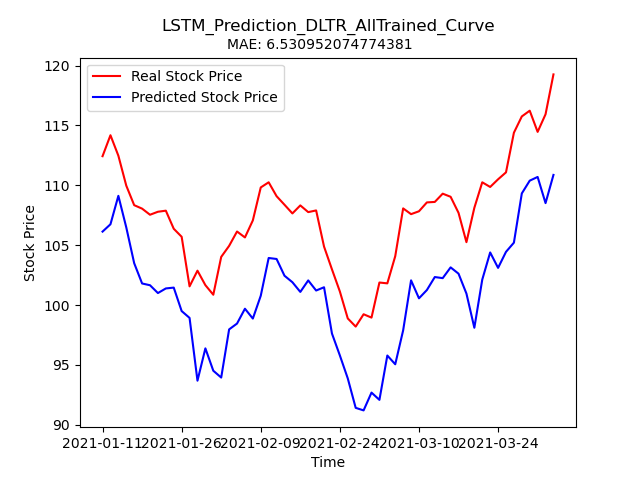 LSTM_Prediction_DLTR_AllTrained_Curve
MAE: 6.530952074774381
Real Stock Price
Predicted Stock Price
120
115
110
105
100
95
90
Stock Price
2021-01-11 2021-01-26 2021-02-09 2021-02-24 2021-03-10 2021-03-24
Time